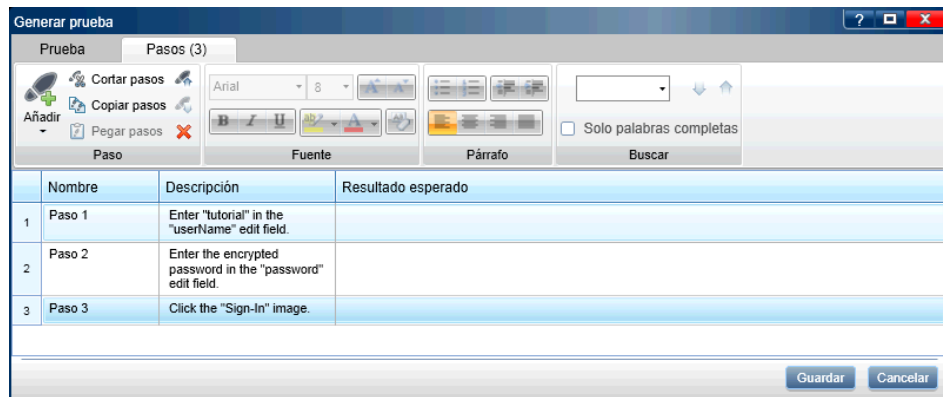 Generar prueba
?
X
Prueba
Pasos (3)
Añadir
Cortar pasos
Copiar pasos
Pegar pasos
Paso
Arial
8
A A
B I U ab A
Fuente
Párrafo
Solo palabras completas
Buscar
Nombre Descripción Resultado esperado
1 Paso 1 Enter "tutorial" in the
"userName" edit field.
2 Paso 2 Enter the encrypted
password in the "password"
edit field.
3 Paso 3 Click the "Sign-In" image.
Guardar Cancelar